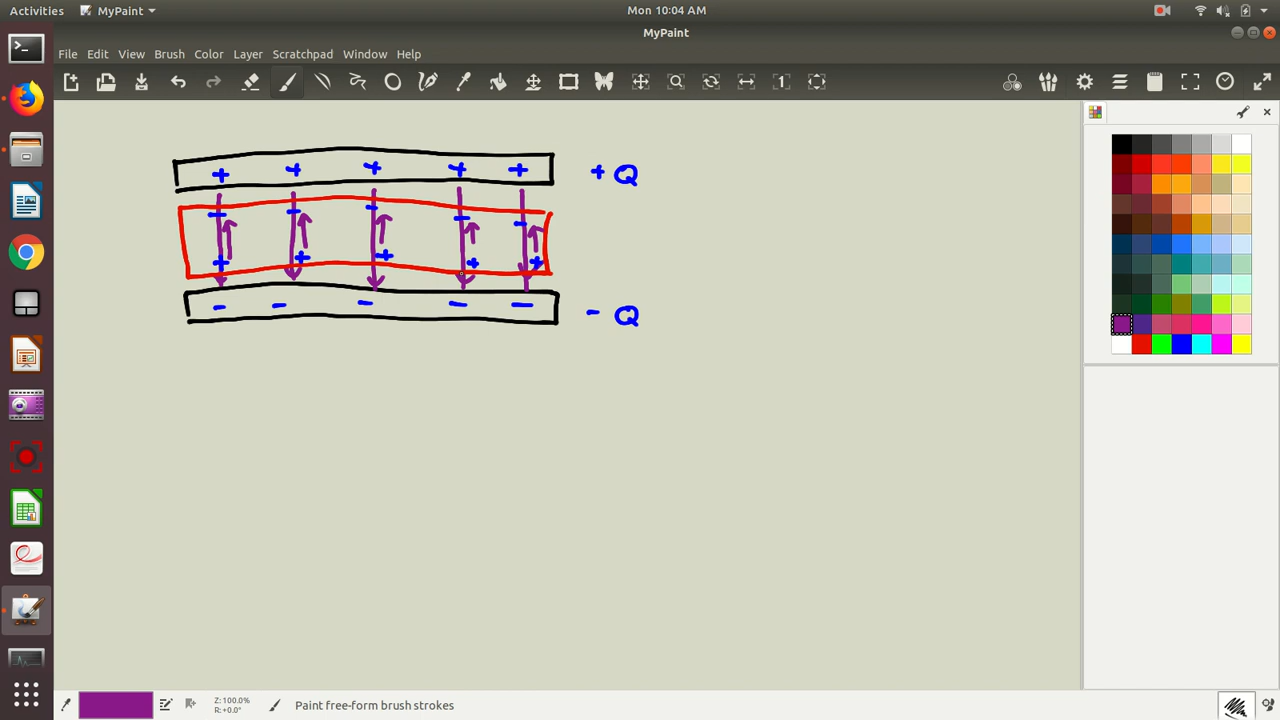 Activities MyPaint Mon 10:04 AM
MyPaint
File Edit View Brush Color Layer Scratchpad Window Help
+ + + + + + Q
- - - - -
+ + + + +
- - - - - - Q
Z: 100.0%
R: +0.0°
Paint free-form brush strokes